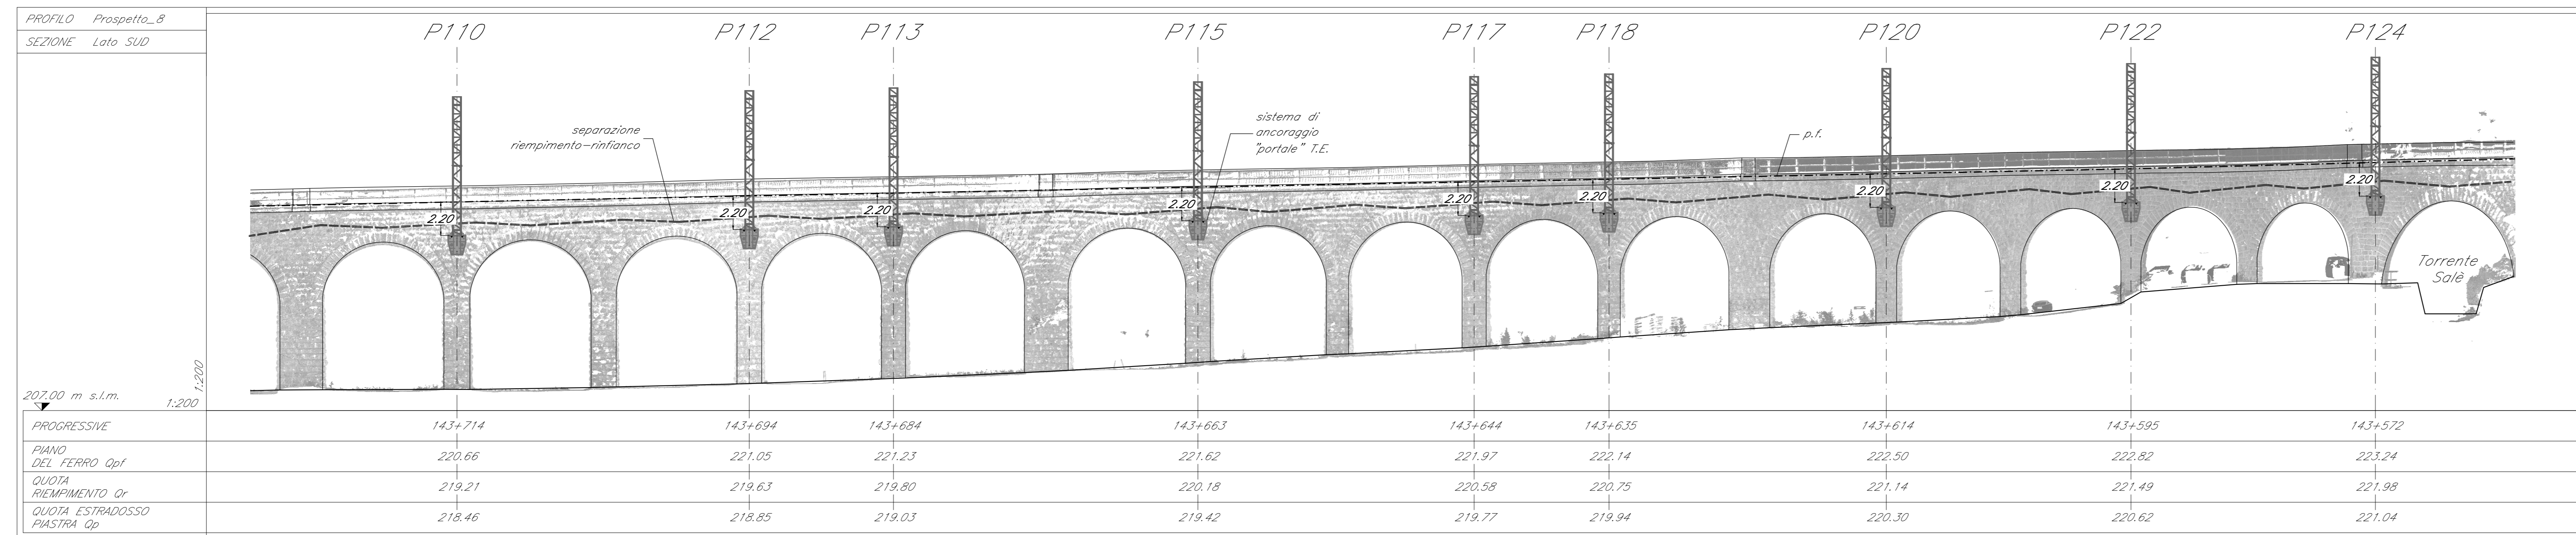 PROFILO Prospetto_8
SEZIONE Lato SUD
P110 P112 P113 P115 P117 P118 P120 P122 P124
separazione
riempimento-rinfianco
sistema di
ancoraggio
"portale" T.E.
p.f.
2.20 2.20 2.20 2.20 2.20 2.20 2.20 2.20 2.20
Torrente
Salè
1:200
207.00 m s.l.m.
1:200
PROGRESSIVE 143+714 143+694 143+684 143+663 143+644 143+635 143+614 143+595 143+572
PIANO
DEL FERRO Qpf 220.66 221.05 221.23 221.62 221.97 222.14 222.50 222.82 223.24
QUOTA
RIEMPIMENTO Qr 219.21 219.63 219.80 220.18 220.58 220.75 221.14 221.49 221.98
QUOTA ESTRADOSSO
PIASTRA Qp 218.46 218.85 219.03 219.42 219.77 219.94 220.30 220.62 221.04